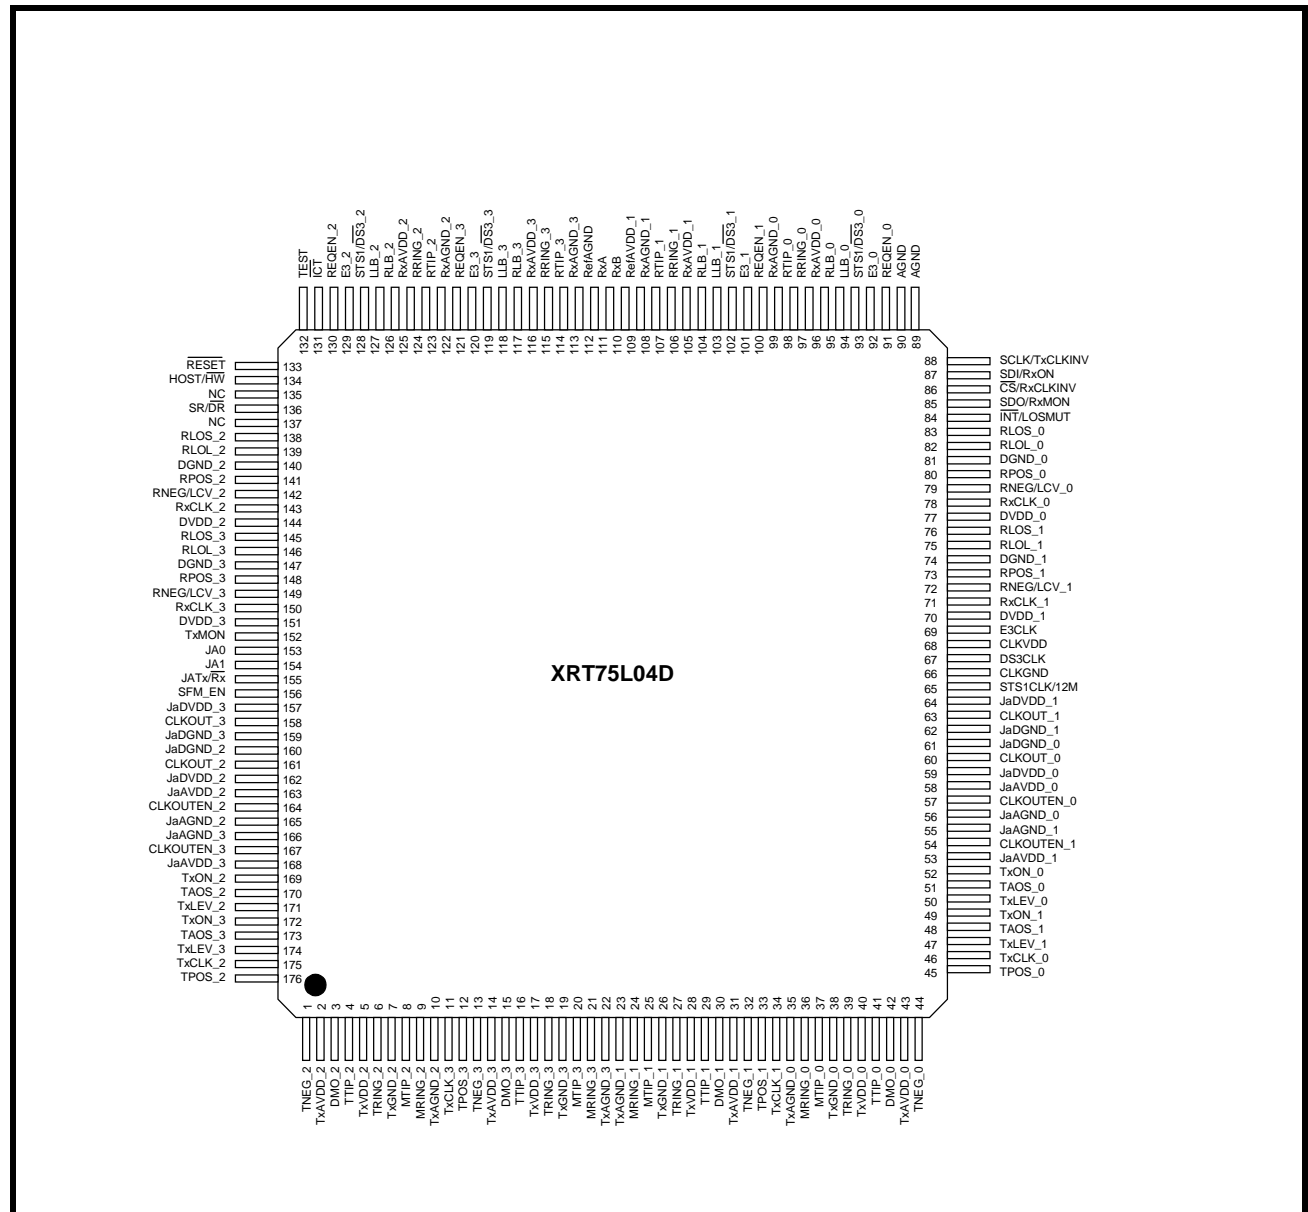 TEST
ICT
REQEN_2
E3_2
STS1/DS3_2
LLB_2
RLB_2
RxAVDD_2
RRING_2
RTIP_2
RxAGND_2
REQEN_3
E3_3
STS1/DS3_3
LLB_3
RLB_3
RxAVDD_3
RRING_3
RTIP_3
RxAGND_3
RefAGND
RxA
RxB
RefAVDD_1
RxAGND_1
RTIP_1
RRING_1
RxAVDD_1
RLB_1
LLB_1
STS1/DS3_1
E3_1
REQEN_1
RxAGND_0
RTIP_0
RRING_0
RxAVDD_0
RLB_0
LLB_0
STS1/DS3_0
E3_0
REQEN_0
AGND
AGND
132
131
130
129
128
127
126
125
124
123
122
121
120
119
118
117
116
115
114
113
112
111
110
109
108
107
106
105
104
103
102
101
100
99
98
97
96
95
94
93
92
91
90
89
RESET 133
HOST/HW 134
NC 135
SR/DR 136
NC 137
RLOS_2 138
RLOL_2 139
DGND_2 140
RPOS_2 141
RNEG/LCV_2 142
RxCLK_2 143
DVDD_2 144
RLOS_3 145
RLOL_3 146
DGND_3 147
RPOS_3 148
RNEG/LCV_3 149
RxCLK_3 150
DVDD_3 151
TxMON 152
JA0 153
JA1 154
JATx/Rx 155
SFM_EN 156
JaDVDD_3 157
CLKOUT_3 158
JaDGND_3 159
JaDGND_2 160
CLKOUT_2 161
JaDVDD_2 162
JaAVDD_2 163
CLKOUTEN_2 164
JaAGND_2 165
JaAGND_3 166
CLKOUTEN_3 167
JaAVDD_3 168
TxON_2 169
TAOS_2 170
TxLEV_2 171
TxON_3 172
TAOS_3 173
TxLEV_3 174
TxCLK_2 175
TPOS_2 176
XRT75L04D
88 SCLK/TxCLKINV
87 SDI/RxON
86 CS/RxCLKINV
85 SDO/RxMON
84 INT/LOSMUT
83 RLOS_0
82 RLOL_0
81 DGND_0
80 RPOS_0
79 RNEG/LCV_0
78 RxCLK_0
77 DVDD_0
76 RLOS_1
75 RLOL_1
74 DGND_1
73 RPOS_1
72 RNEG/LCV_1
71 RxCLK_1
70 DVDD_1
69 E3CLK
68 CLKVDD
67 DS3CLK
66 CLKGND
65 STS1CLK/12M
64 JaDVDD_1
63 CLKOUT_1
62 JaDGND_1
61 JaDGND_0
60 CLKOUT_0
59 JaDVDD_0
58 JaAVDD_0
57 CLKOUTEN_0
56 JaAGND_0
55 JaAGND_1
54 CLKOUTEN_1
53 JaAVDD_1
52 TxON_0
51 TAOS_0
50 TxLEV_0
49 TxON_1
48 TAOS_1
47 TxLEV_1
46 TxCLK_0
45 TPOS_0
1
2
3
4
5
6
7
8
9
10
11
12
13
14
15
16
17
18
19
20
21
22
23
24
25
26
27
28
29
30
31
32
33
34
35
36
37
38
39
40
41
42
43
44
TNEG_2
TxAVDD_2
DMO_2
TTIP_2
TxVDD_2
TRING_2
TxGND_2
MTIP_2
MRING_2
TxAGND_2
TxCLK_3
TPOS_3
TNEG_3
TxAVDD_3
DMO_3
TTIP_3
TxVDD_3
TRING_3
TxGND_3
MTIP_3
MRING_3
TxAGND_3
TxAGND_1
MRING_1
MTIP_1
TxGND_1
TRING_1
TxVDD_1
TTIP_1
DMO_1
TxAVDD_1
TNEG_1
TPOS_1
TxCLK_1
TxAGND_0
MRING_0
MTIP_0
TxGND_0
TRING_0
TxVDD_0
TTIP_0
DMO_0
TxAVDD_0
TNEG_0